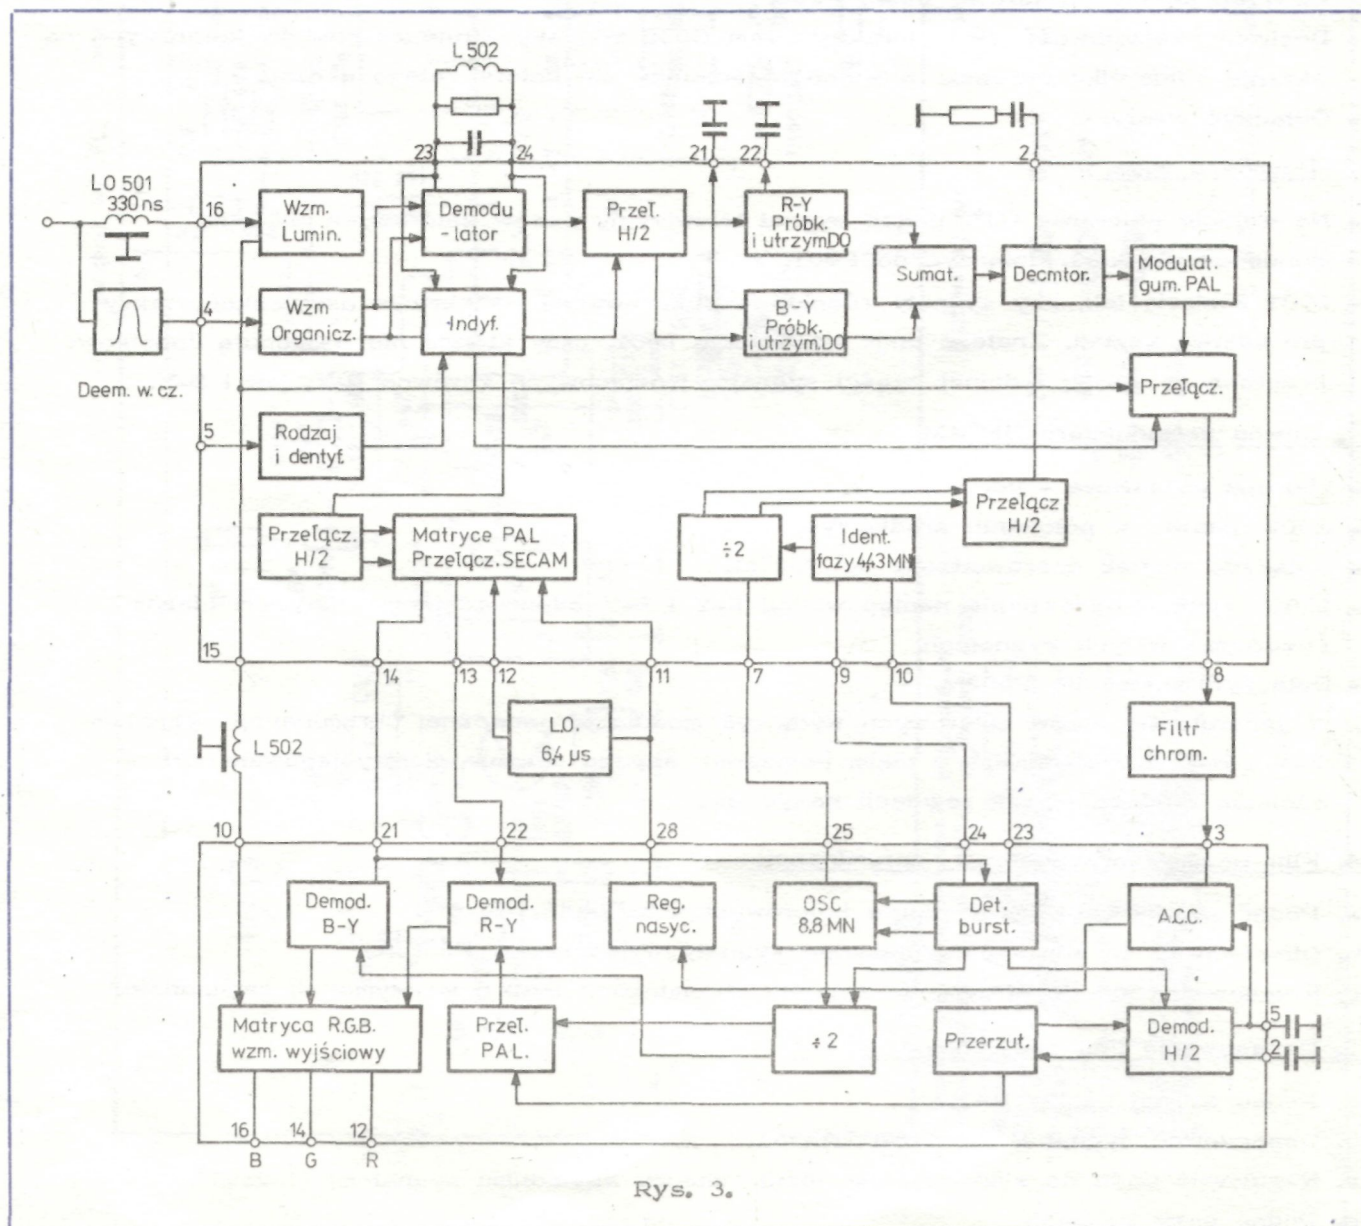 L 502
23
24
21
22
2
LO 501
330 ns
16
Wzm.
Lumin.
Demodu
-lator
Przeł.
H/2
R-Y
Próbk.
i utrzym.DO
Sumat.
Decmtor.
Modulat.
gum. PAL
4
Wzm
Organicz.
-Indyf.
B-Y
Próbk.
i utrzym.DO
Deem. w. cz.
Przełącz.
5
Rodzaj
i dentyf.
Przełącz.
H/2
Matryce PAL
Przełącz. SECAM
÷2
Ident.
fazy 4,43 MN
Przełącz
H/2
15
14
13
12
11
7
9
10
8
L 502
L.O.
6,4 µs
Filtr
chrom.
10
21
22
28
25
24
23
3
Demod.
B-Y
Demod.
R-Y
Reg.
nasyc.
OSC
8,8 MN
Det.
burst.
A.C.C.
Matryca R.G.B.
wzm. wyjściowy
Przeł.
PAL.
÷ 2
Przerzut.
Demod.
H/2
5
2
16
14
12
B
G
R
Rys. 3.